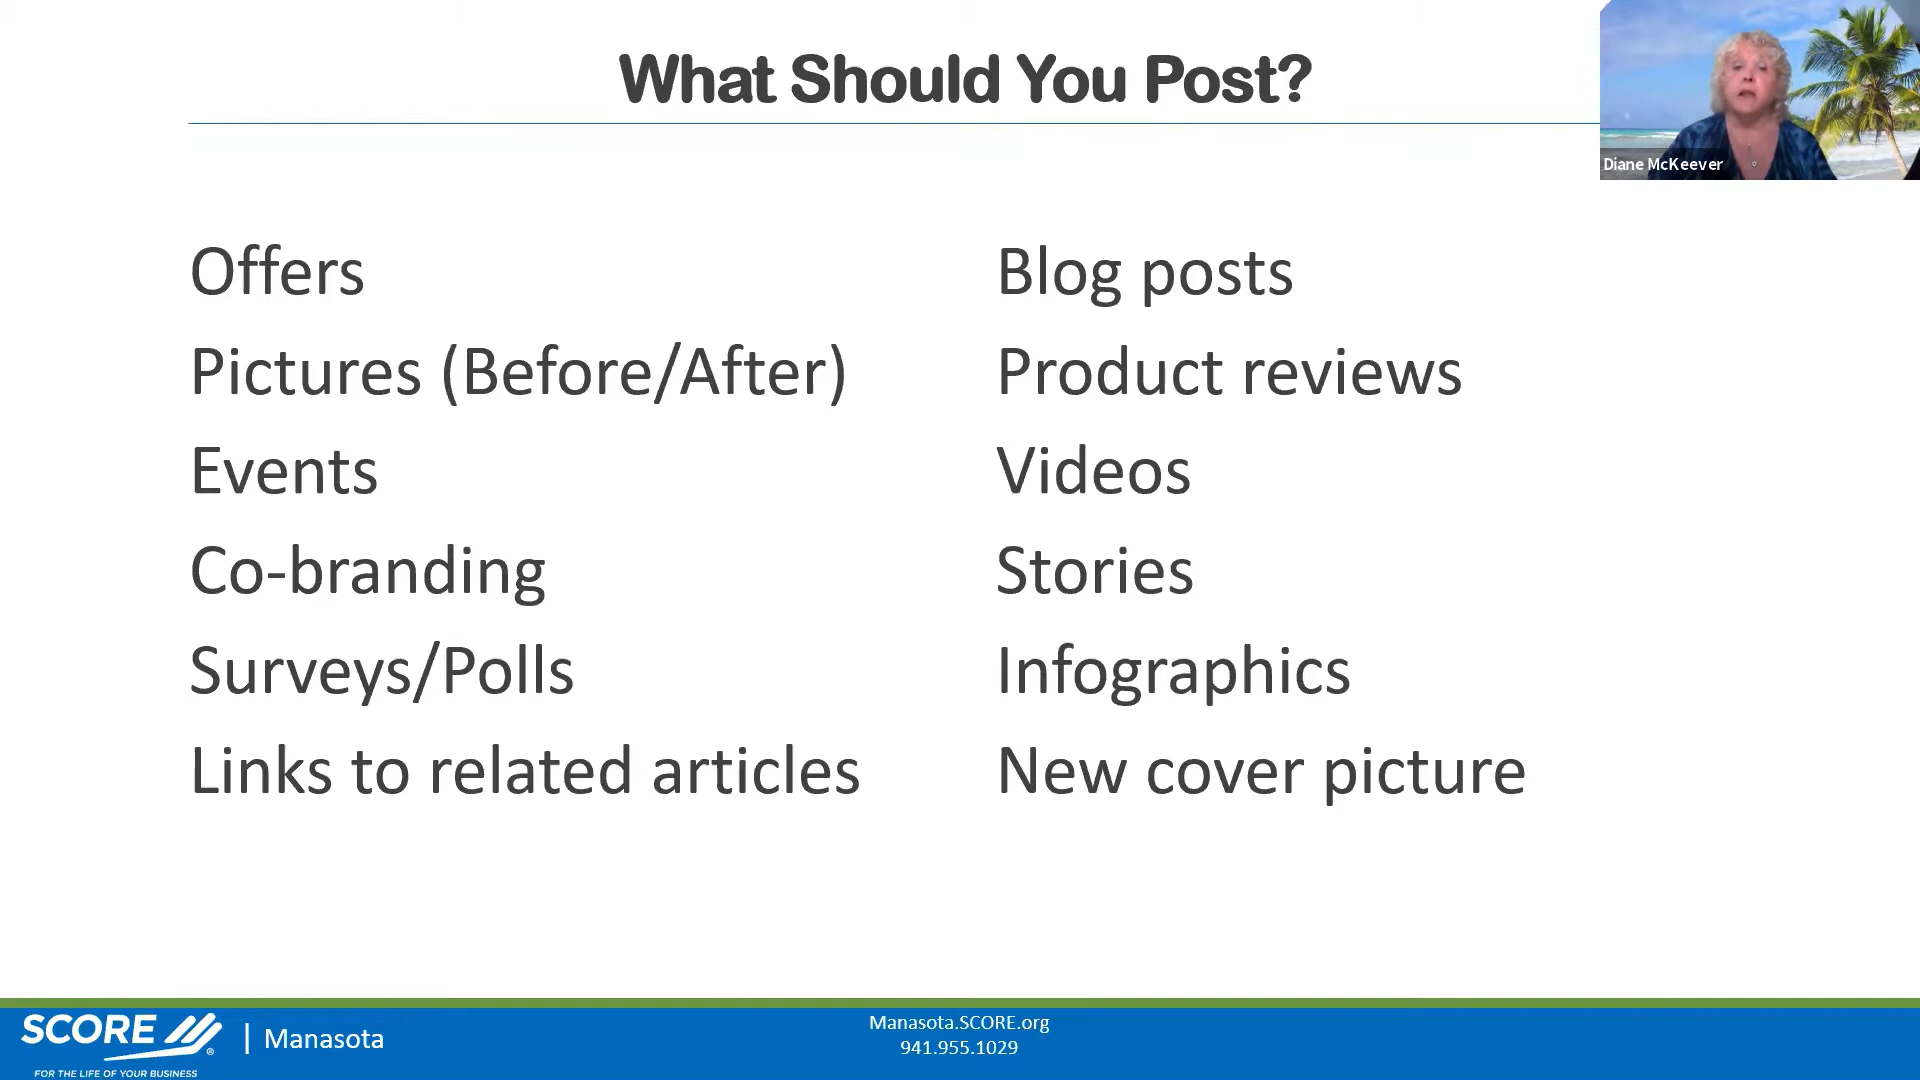 What Should You Post?
Diane McKeever
Offers
Pictures (Before/After)
Events
Co-branding
Surveys/Polls
Links to related articles
Blog posts
Product reviews
Videos
Stories
Infographics
New cover picture
SCORE ®
FOR THE LIFE OF YOUR BUSINESS
| Manasota
Manasota.SCORE.org
941.955.1029